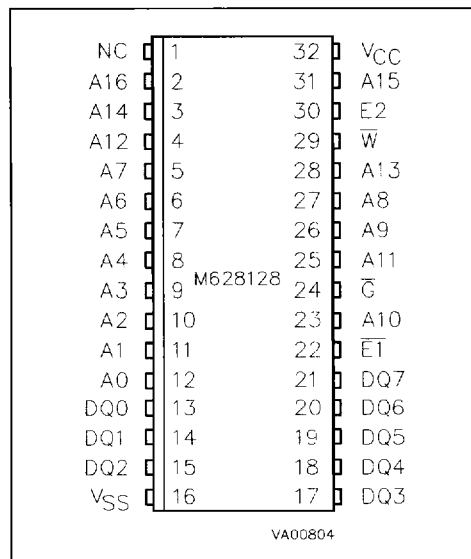 NC 1 32 VCC
A16 2 31 A15
A14 3 30 E2
A12 4 29 W̅
A7 5 28 A13
A6 6 27 A8
A5 7 26 A9
A4 8 25 A11
M628128
A3 9 24 G̅
A2 10 23 A10
A1 11 22 E̅1̅
A0 12 21 DQ7
DQ0 13 20 DQ6
DQ1 14 19 DQ5
DQ2 15 18 DQ4
VSS 16 17 DQ3
VA00804